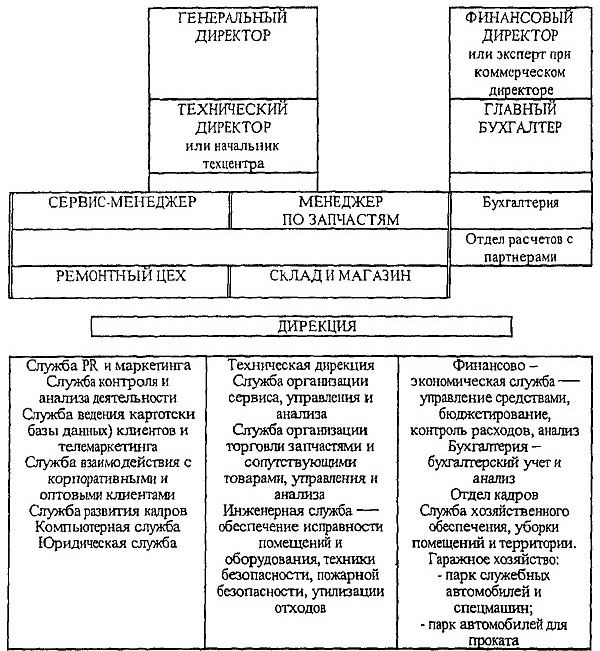 ГЕНЕРАЛЬНЫЙ
ДИРЕКТОР
ФИНАНСОВЫЙ
ДИРЕКТОР
или эксперт при
коммерческом
директоре
ТЕХНИЧЕСКИЙ
ДИРЕКТОР
или начальник
техцентра
ГЛАВНЫЙ
БУХГАЛТЕР
СЕРВИС-МЕНЕДЖЕР
МЕНЕДЖЕР
ПО ЗАПЧАСТЯМ
Бухгалтерия
Отдел расчетов с
партнерами
РЕМОНТНЫЙ ЦЕХ
СКЛАД И МАГАЗИН
ДИРЕКЦИЯ
Служба PR и маркетинга
Служба контроля и
анализа деятельности
Служба ведения картотеки
базы данных) клиентов и
телемаркетинга
Служба взаимодействия с
корпоративными и
оптовыми клиентами
Служба развития кадров
Компьютерная служба
Юридическая служба
Техническая дирекция
Служба организации
сервиса, управления и
анализа
Служба организации
торговли запчастями и
сопутствующими
товарами, управления и
анализа
Инженерная служба —
обеспечение исправности
помещений и
оборудования, техники
безопасности, пожарной
безопасности, утилизации
отходов
Финансово –
экономическая служба —
управление средствами,
бюджетирование,
контроль расходов, анализ
Бухгалтерия –
бухгалтерский учет и
анализ
Отдел кадров
Служба хозяйственного
обеспечения, уборки
помещений и территории.
Гаражное хозяйство:
- парк служебных
автомобилей и
спецмашин;
- парк автомобилей для
проката